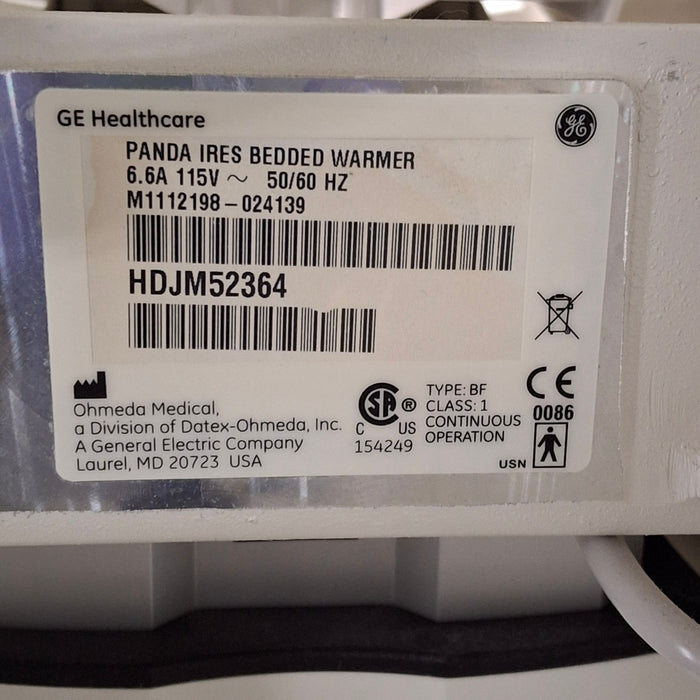 GE Healthcare
GE
PANDA IRES BEDDED WARMER
6.6A 115V ~ 50/60 HZ
M1112198-024139
HDJM52364
Ohmeda Medical,
a Division of Datex-Ohmeda, Inc.
A General Electric Company
Laurel, MD 20723 USA
SA ®
C US
154249
TYPE: BF
CLASS: 1
CONTINUOUS
OPERATION
CE
0086
USN